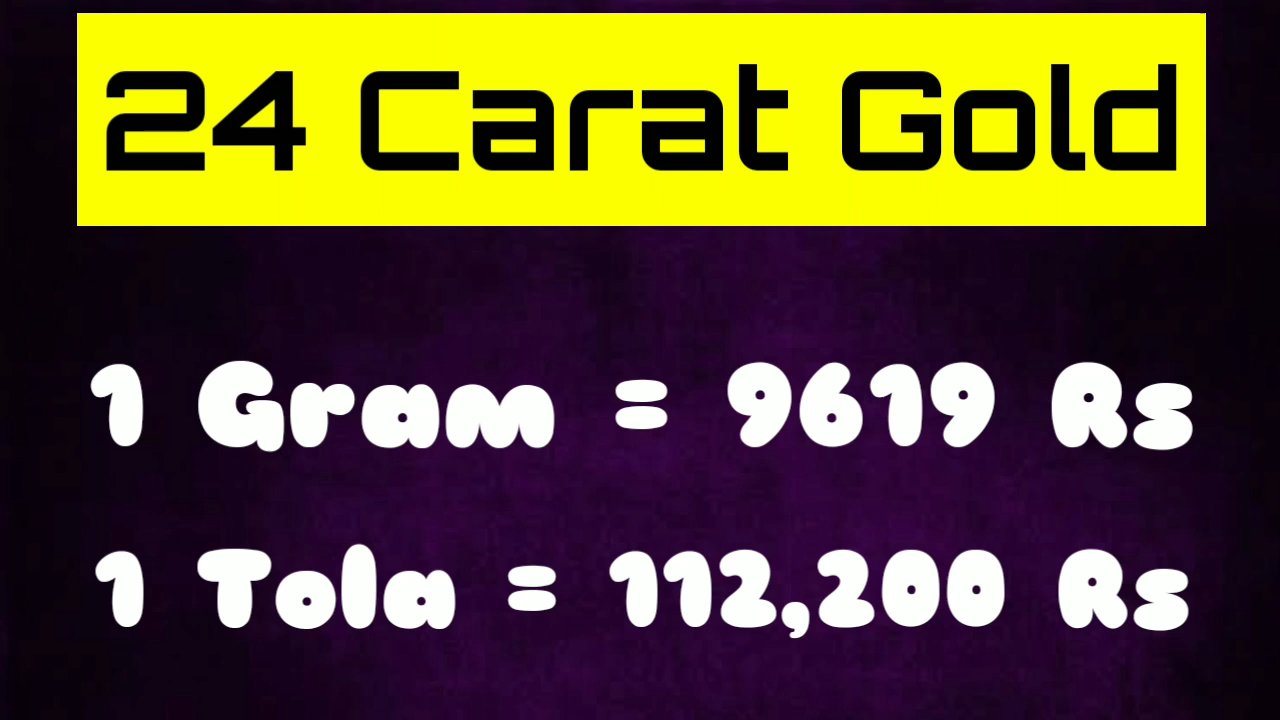 24 Carat Gold
1 Gram = 9619 Rs
1 Tola = 112,200 Rs